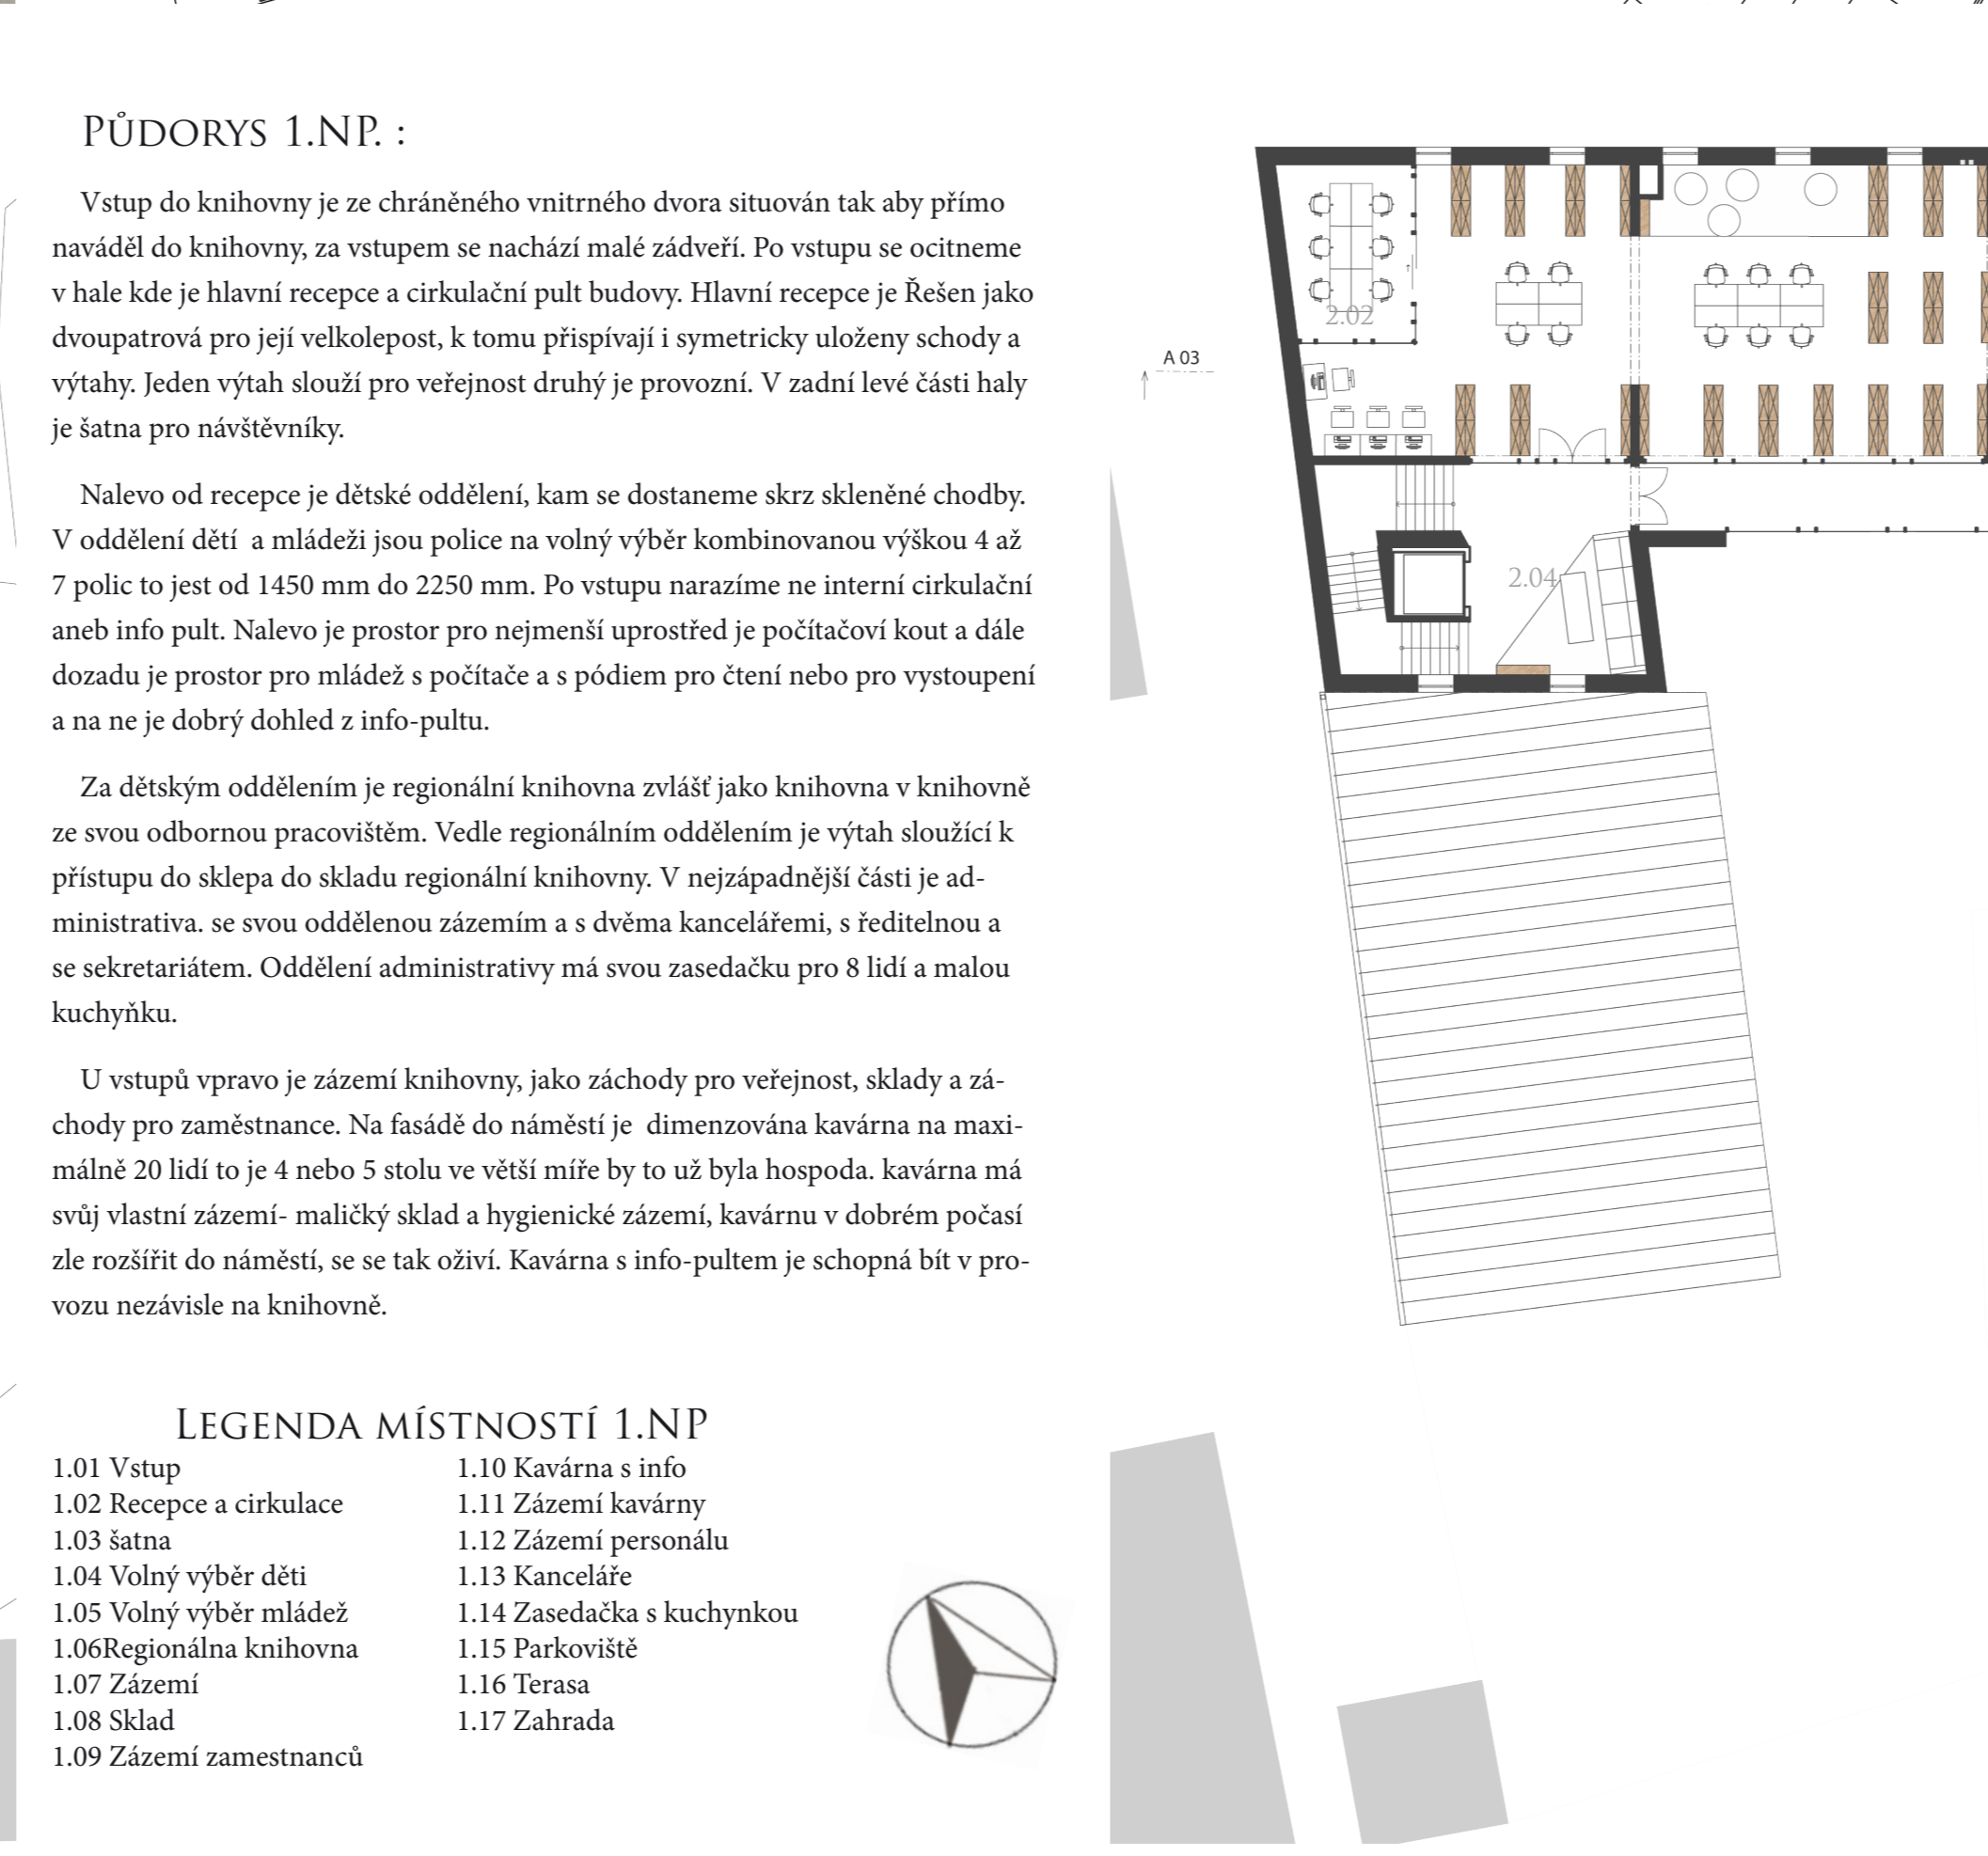 Půdorys 1.NP. :
Vstup do knihovny je ze chráněného vnitrného dvora situován tak aby přímo
naváděl do knihovny, za vstupem se nachází malé zádveří. Po vstupu se ocitneme
v hale kde je hlavní recepce a cirkulační pult budovy. Hlavní recepce je Řešen jako
dvoupatrová pro její velkolepost, k tomu přispívají i symetricky uloženy schody a
výtahy. Jeden výtah slouží pro veřejnost druhý je provozní. V zadní levé části haly
je šatna pro návštěvníky.
Nalevo od recepce je dětské oddělení, kam se dostaneme skrz skleněné chodby.
V oddělení dětí  a mládeži jsou police na volný výběr kombinovanou výškou 4 až
7 polic to jest od 1450 mm do 2250 mm. Po vstupu narazíme ne interní cirkulační
aneb info pult. Nalevo je prostor pro nejmenší uprostřed je počítačoví kout a dále
dozadu je prostor pro mládež s počítače a s pódiem pro čtení nebo pro vystoupení
a na ne je dobrý dohled z info-pultu.
Za dětským oddělením je regionální knihovna zvlášť jako knihovna v knihovně
ze svou odbornou pracovištěm. Vedle regionálním oddělením je výtah sloužící k
přístupu do sklepa do skladu regionální knihovny. V nejzápadnější části je ad-
ministrativa. se svou oddělenou zázemím a s dvěma kancelářemi, s ředitelnou a
se sekretariátem. Oddělení administrativy má svou zasedačku pro 8 lidí a malou
kuchyňku.
U vstupů vpravo je zázemí knihovny, jako záchody pro veřejnost, sklady a zá-
chody pro zaměstnance. Na fasádě do náměstí je  dimenzována kavárna na maxi-
málně 20 lidí to je 4 nebo 5 stolu ve větší míře by to už byla hospoda. kavárna má
svůj vlastní zázemí- maličký sklad a hygienické zázemí, kavárnu v dobrém počasí
zle rozšířit do náměstí, se se tak oživí. Kavárna s info-pultem je schopná bít v pro-
vozu nezávisle na knihovně.
Legenda místností 1.NP
1.01 Vstup
1.02 Recepce a cirkulace
1.03 šatna
1.04 Volný výběr děti
1.05 Volný výběr mládež
1.06Regionálna knihovna
1.07 Zázemí
1.08 Sklad
1.09 Zázemí zamestnanců
1.10 Kavárna s info
1.11 Zázemí kavárny
1.12 Zázemí personálu
1.13 Kanceláře
1.14 Zasedačka s kuchynkou
1.15 Parkoviště
1.16 Terasa
1.17 Zahrada
2.02
A 03
2.04